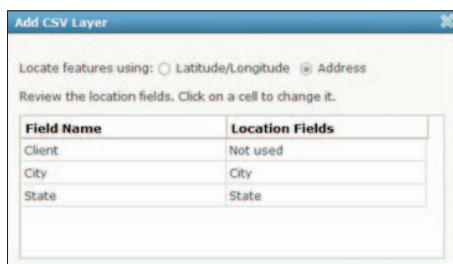 Add CSV Layer
Locate features using: Latitude/Longitude Address
Review the location fields. Click on a cell to change it.
Field Name Location Fields
Client Not used
City City
State State